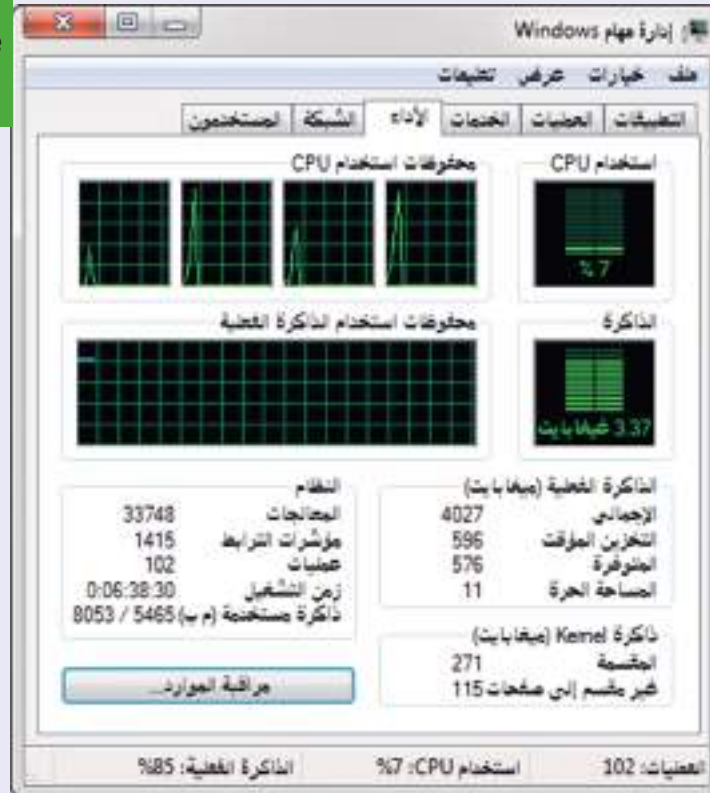 إدارة مهام Windows
ملف خيارات عرض تعليمات
التطبيقات العمليات الخدمات الأداء الشبكة المستخدمون
استخدام CPU
محفوظات استخدام CPU
7 %
الذاكرة
محفوظات استخدام الذاكرة الفعلية
3.37 غيغابايت
الذاكرة الفعلية (ميغابايت)
الإجمالي 4027
التخزين المؤقت 596
المتوفرة 576
المساحة الحرة 11
النظام
المعالجات 33748
مؤشرات الترابط 1415
عمليات 102
زمن التشغيل 0:06:38:30
ذاكرة مستخدمة (م ب) 5465 / 8053
ذاكرة Kernel (ميغابايت)
المقسمة 271
غير مقسم إلى صفحات 115
مراقبة الموارد...
العمليات: 102 استخدام CPU: 7% الذاكرة الفعلية: 85%